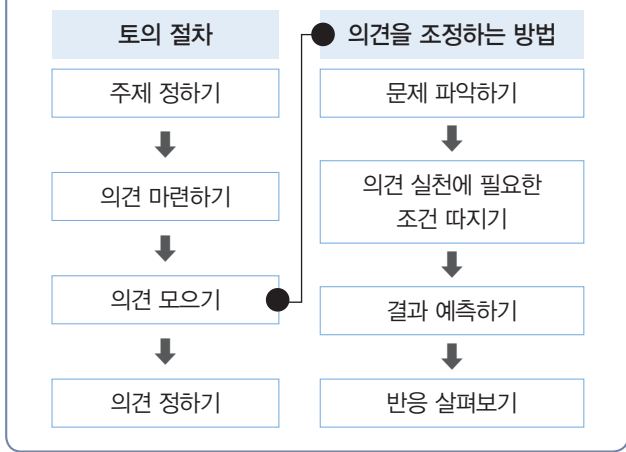 토의 절차
주제 정하기
의견 마련하기
의견 모으기
의견 정하기
의견을 조정하는 방법
문제 파악하기
의견 실천에 필요한
조건 따지기
결과 예측하기
반응 살펴보기